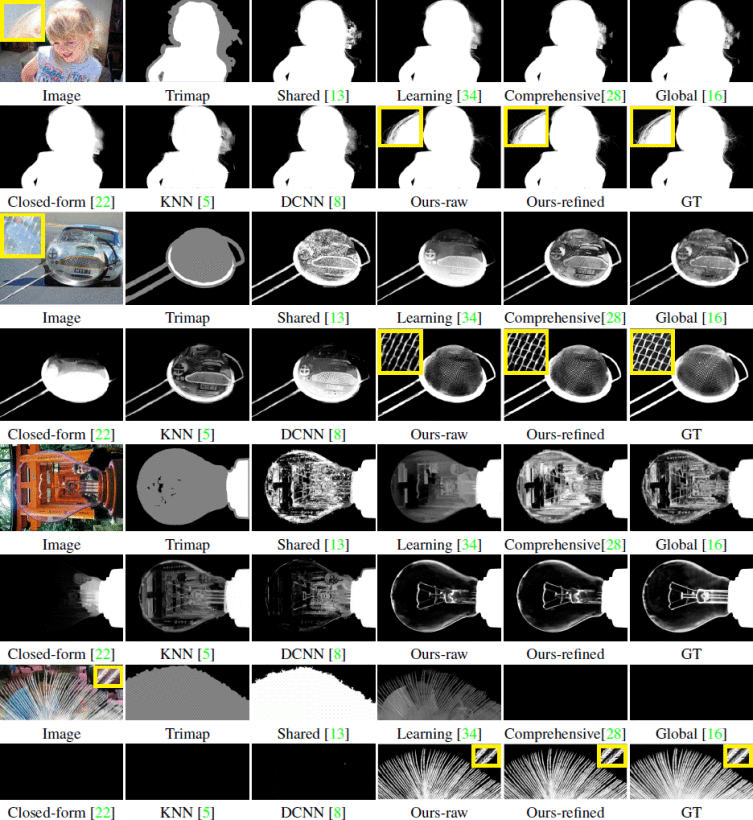 Image Trimap Shared [13] Learning [34] Comprehensive[28] Global [16]
Closed-form [22] KNN [5] DCNN [8] Ours-raw Ours-refined GT
Image Trimap Shared [13] Learning [34] Comprehensive[28] Global [16]
Closed-form [22] KNN [5] DCNN [8] Ours-raw Ours-refined GT
Image Trimap Shared [13] Learning [34] Comprehensive[28] Global [16]
Closed-form [22] KNN [5] DCNN [8] Ours-raw Ours-refined GT
Image Trimap Shared [13] Learning [34] Comprehensive[28] Global [16]
Closed-form [22] KNN [5] DCNN [8] Ours-raw Ours-refined GT